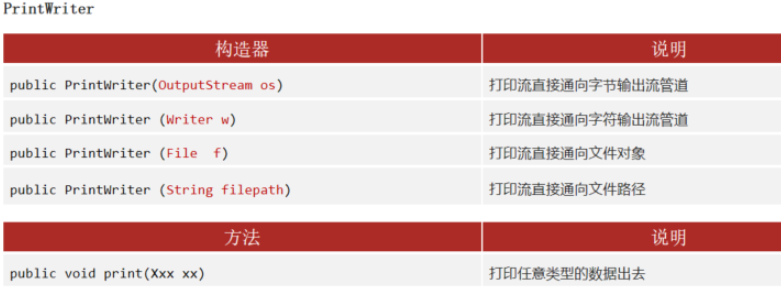 PrintWriter
构造器 说明
public PrintWriter(OutputStream os) 打印流直接通向字节输出流管道
public PrintWriter (Writer w) 打印流直接通向字符输出流管道
public PrintWriter (File  f) 打印流直接通向文件对象
public PrintWriter (String filepath) 打印流直接通向文件路径
方法 说明
public void print(Xxx xx) 打印任意类型的数据出去